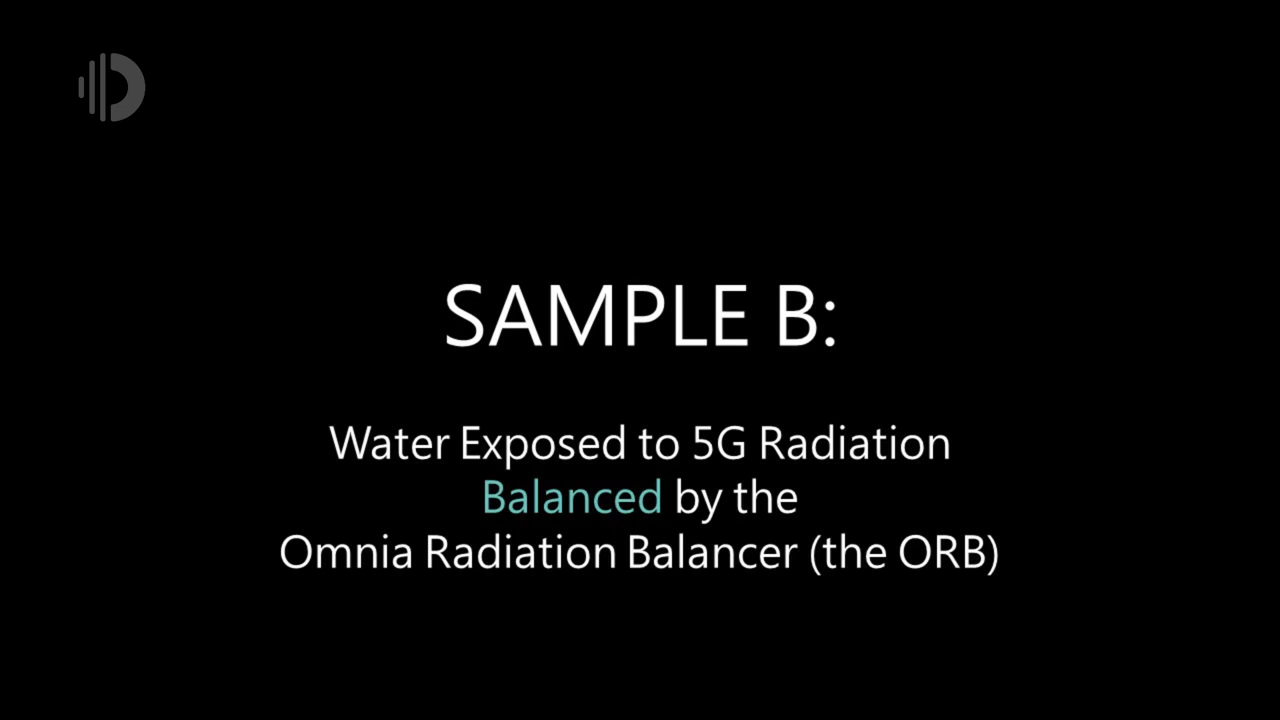 SAMPLE B:
Water Exposed to 5G Radiation
Balanced by the
Omnia Radiation Balancer (the ORB)